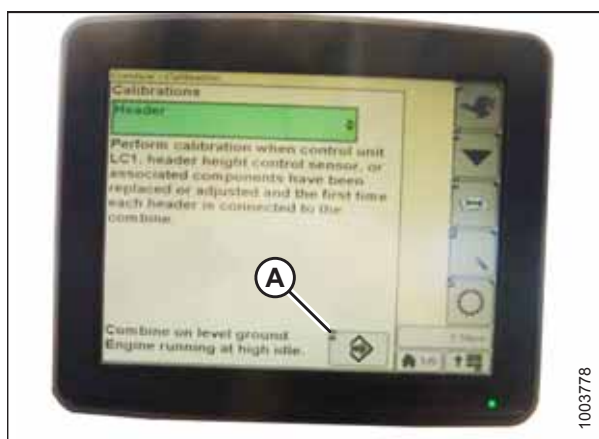 Combine - Calibration
Calibrations
Header
Perform calibration when control unit
LC1, header height control sensor, or
associated components have been
replaced or adjusted and the first time
each header is connected to the
combine.
A
Combine on level ground.
Engine running at high idle.
1003778